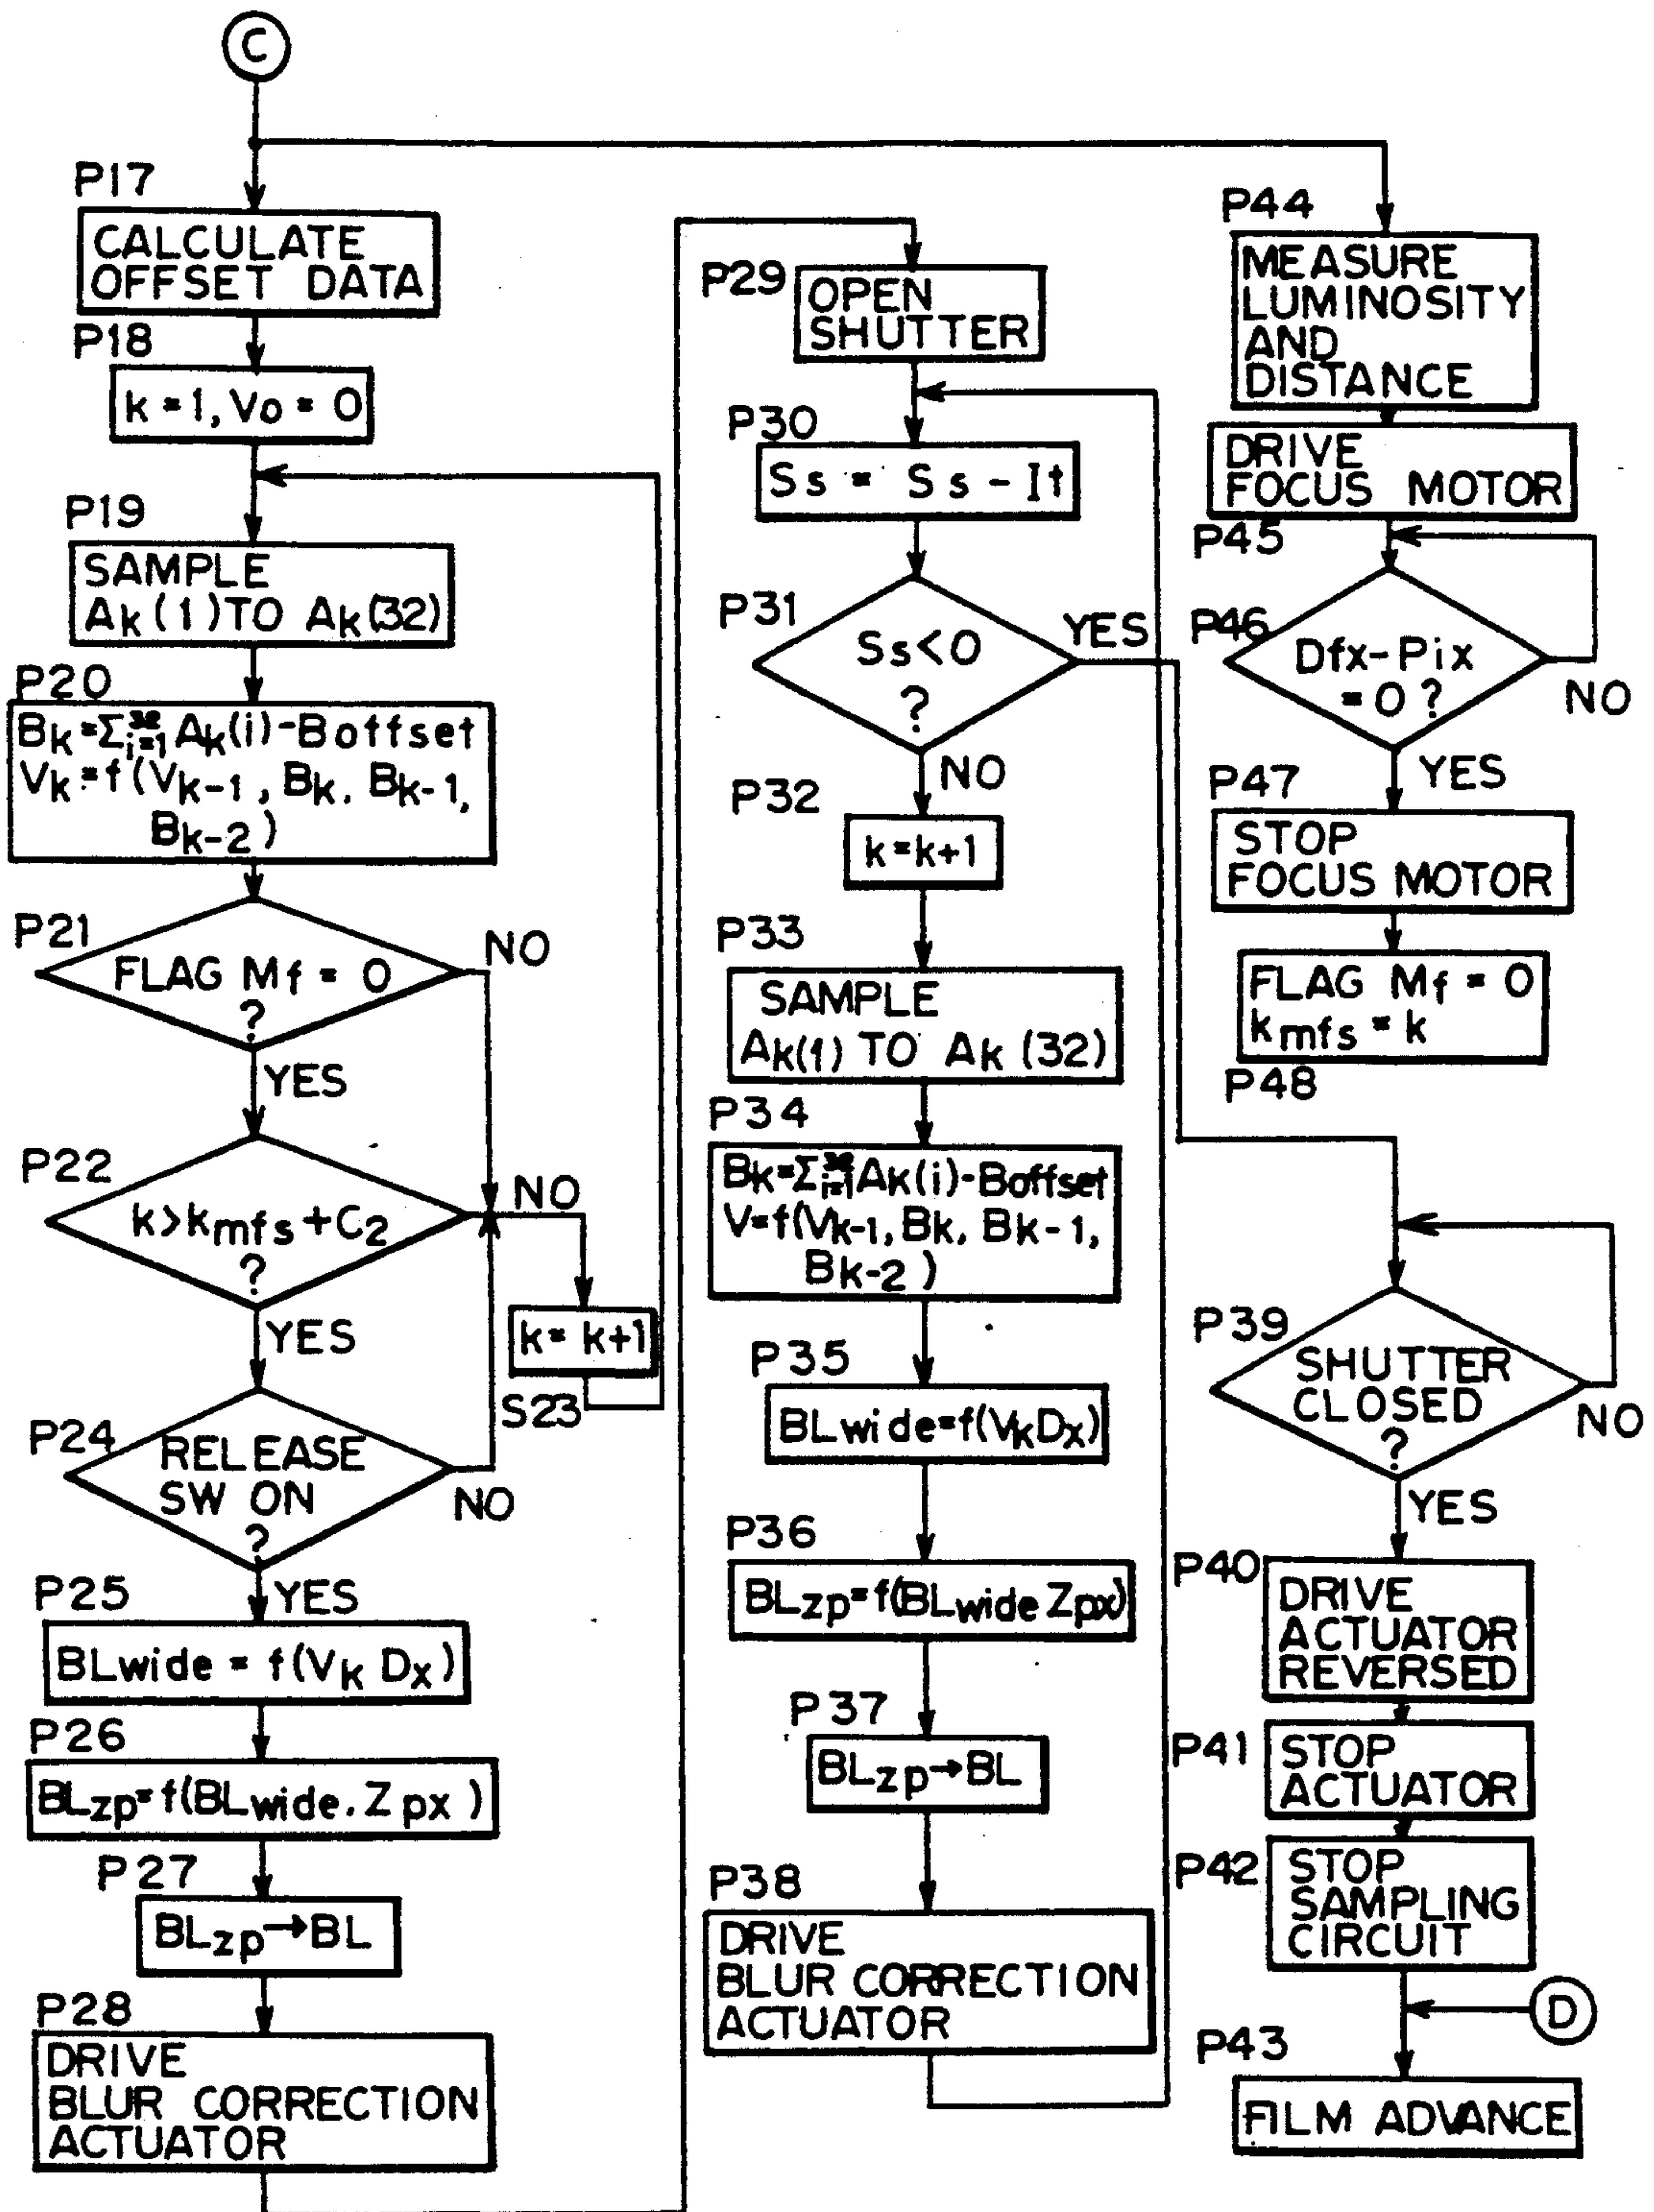 C
P17
CALCULATE
OFFSET DATA
P18
k = 1, Vo = 0
P19
SAMPLE
Ak(1) TO Ak(32)
P20
Bk=Σ³²ᵢ₌₁Ak(i)-Boffset
Vk=f(Vk-1, Bk, Bk-1,
Bk-2)
P21
FLAG Mf = 0
?
NO
YES
P22
k>kmfs+C2
?
NO
YES
k = k+1
S23
P24
RELEASE
SW ON
?
NO
YES
P25
BLwide = f(Vk Dx)
P26
BLzp=f(BLwide, Zpx)
P27
BLzp→BL
P28
DRIVE
BLUR CORRECTION
ACTUATOR
P29
OPEN
SHUTTER
P30
Ss = Ss - It
P31
Ss<0
?
YES
NO
P32
k=k+1
P33
SAMPLE
Ak(1) TO Ak(32)
P34
Bk=Σ³²ᵢ₌₁Ak(i)-Boffset
V=f(Vk-1, Bk, Bk-1,
Bk-2)
P35
BLwide=f(VkDx)
P36
BLzp=f(BLwide Zpx)
P37
BLzp→BL
P38
DRIVE
BLUR CORRECTION
ACTUATOR
P44
MEASURE
LUMINOSITY
AND
DISTANCE
DRIVE
FOCUS MOTOR
P45
P46
Dfx-Pix
= 0 ?
NO
YES
P47
STOP
FOCUS MOTOR
FLAG Mf = 0
kmfs = k
P48
P39
SHUTTER
CLOSED
?
NO
YES
P40
DRIVE
ACTUATOR
REVERSED
P41
STOP
ACTUATOR
P42
STOP
SAMPLING
CIRCUIT
D
P43
FILM ADVANCE